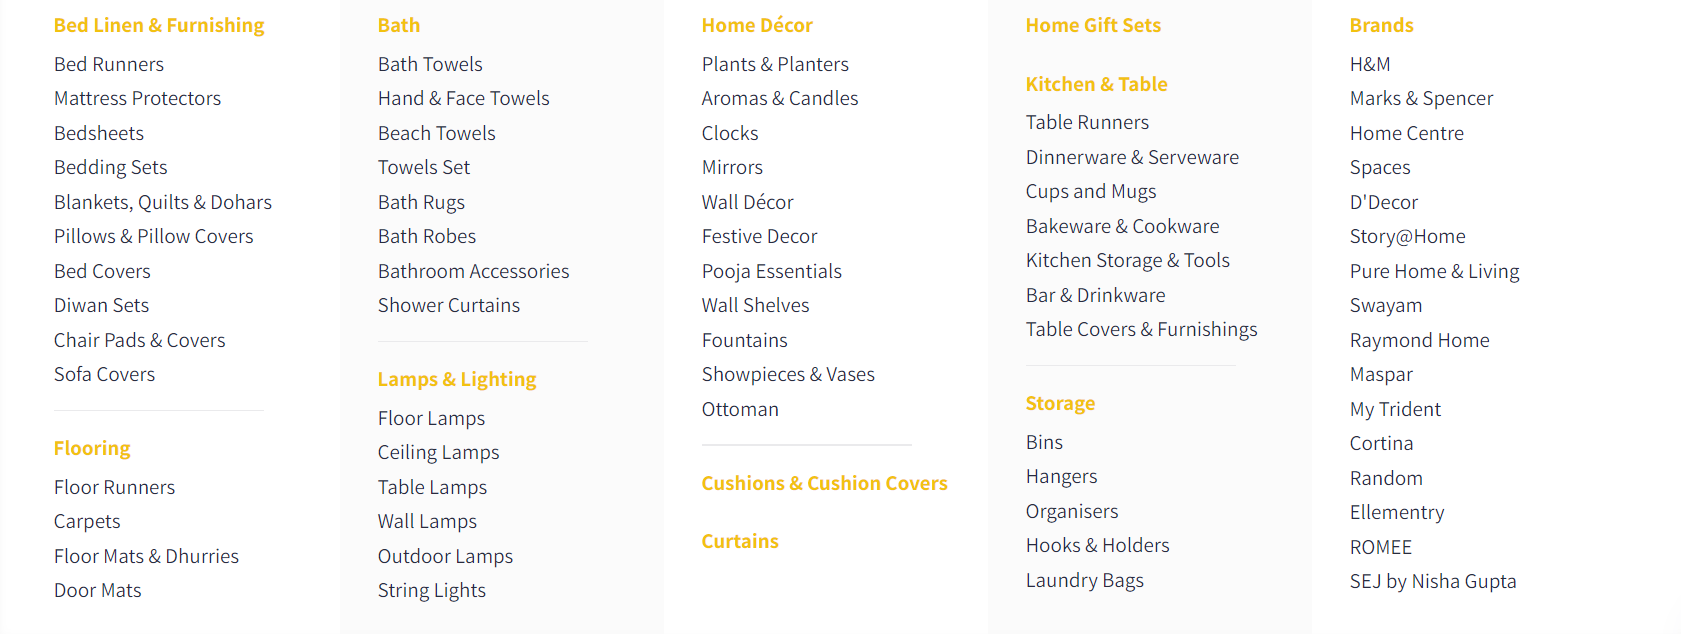 Bed Linen & Furnishing
Bed Runners
Mattress Protectors
Bedsheets
Bedding Sets
Blankets, Quilts & Dohars
Pillows & Pillow Covers
Bed Covers
Diwan Sets
Chair Pads & Covers
Sofa Covers
Flooring
Floor Runners
Carpets
Floor Mats & Dhurries
Door Mats
Bath
Bath Towels
Hand & Face Towels
Beach Towels
Towels Set
Bath Rugs
Bath Robes
Bathroom Accessories
Shower Curtains
Lamps & Lighting
Floor Lamps
Ceiling Lamps
Table Lamps
Wall Lamps
Outdoor Lamps
String Lights
Home Décor
Plants & Planters
Aromas & Candles
Clocks
Mirrors
Wall Décor
Festive Decor
Pooja Essentials
Wall Shelves
Fountains
Showpieces & Vases
Ottoman
Cushions & Cushion Covers
Curtains
Home Gift Sets
Kitchen & Table
Table Runners
Dinnerware & Serveware
Cups and Mugs
Bakeware & Cookware
Kitchen Storage & Tools
Bar & Drinkware
Table Covers & Furnishings
Storage
Bins
Hangers
Organisers
Hooks & Holders
Laundry Bags
Brands
H&M
Marks & Spencer
Home Centre
Spaces
D'Decor
Story@Home
Pure Home & Living
Swayam
Raymond Home
Maspar
My Trident
Cortina
Random
Ellementry
ROMEE
SEJ by Nisha Gupta